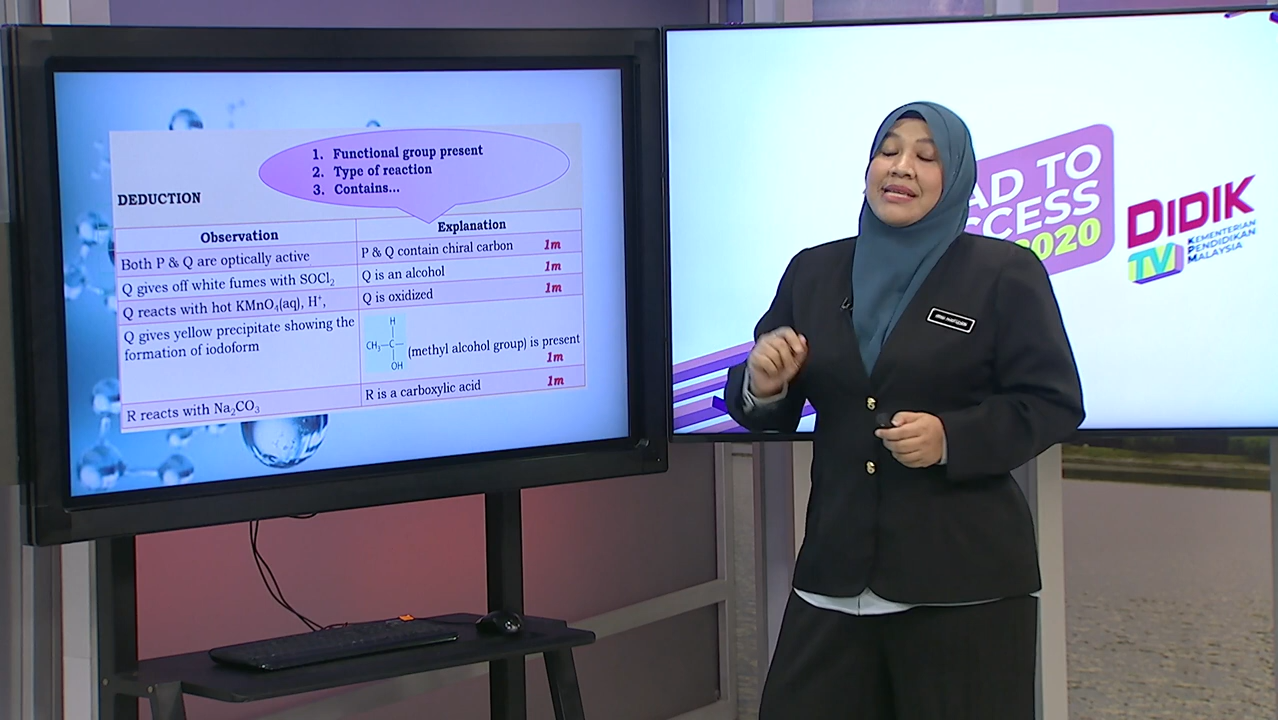 1. Functional group present
2. Type of reaction
3. Contains...
DEDUCTION
Observation
Explanation
Both P & Q are optically active
P & Q contain chiral carbon 1m
Q gives off white fumes with SOCl₂
Q is an alcohol 1m
Q reacts with hot KMnO₄(aq), H⁺,
Q is oxidized 1m
Q gives yellow precipitate showing the
formation of iodoform
H
CH₃—C—
OH
(methyl alcohol group) is present
1m
R reacts with Na₂CO₃
R is a carboxylic acid 1m
AD TO
CCESS
2020
DIDIK
TV
KEMENTERIAN
PENDIDIKAN
MALAYSIA